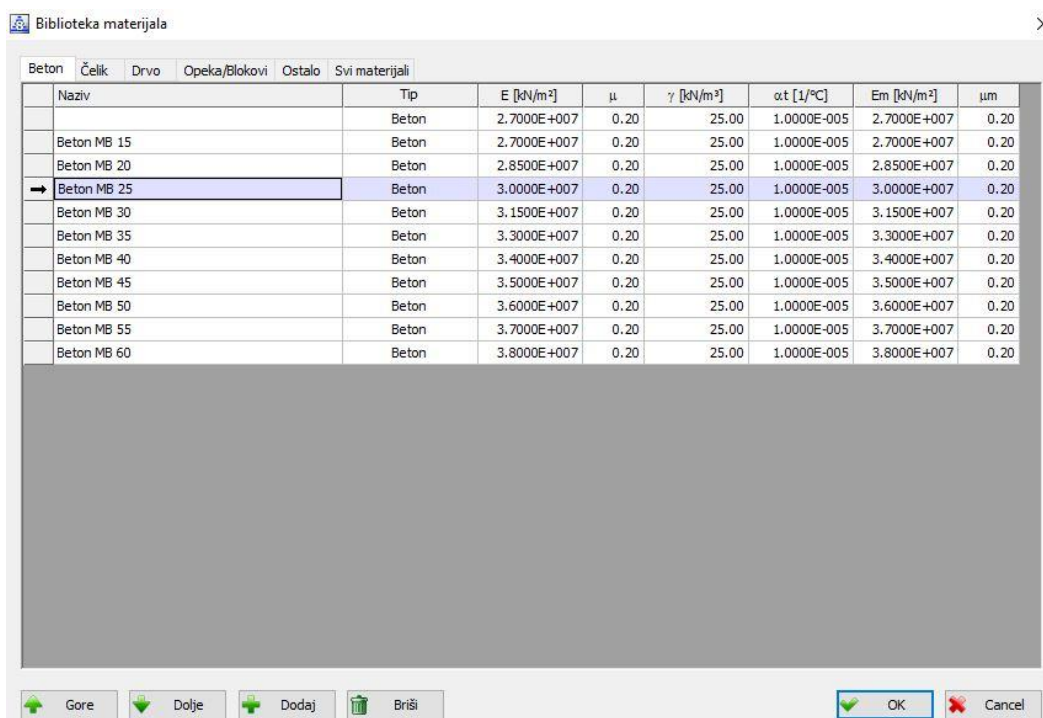 Biblioteka materijala
Beton Čelik Drvo Opeka/Blokovi Ostalo Svi materijali
Naziv Tip E [kN/m²] μ γ [kN/m³] αt [1/°C] Em [kN/m²] μm
Beton 2.7000E+007 0.20 25.00 1.0000E-005 2.7000E+007 0.20
Beton MB 15 Beton 2.7000E+007 0.20 25.00 1.0000E-005 2.7000E+007 0.20
Beton MB 20 Beton 2.8500E+007 0.20 25.00 1.0000E-005 2.8500E+007 0.20
Beton MB 25 Beton 3.0000E+007 0.20 25.00 1.0000E-005 3.0000E+007 0.20
Beton MB 30 Beton 3.1500E+007 0.20 25.00 1.0000E-005 3.1500E+007 0.20
Beton MB 35 Beton 3.3000E+007 0.20 25.00 1.0000E-005 3.3000E+007 0.20
Beton MB 40 Beton 3.4000E+007 0.20 25.00 1.0000E-005 3.4000E+007 0.20
Beton MB 45 Beton 3.5000E+007 0.20 25.00 1.0000E-005 3.5000E+007 0.20
Beton MB 50 Beton 3.6000E+007 0.20 25.00 1.0000E-005 3.6000E+007 0.20
Beton MB 55 Beton 3.7000E+007 0.20 25.00 1.0000E-005 3.7000E+007 0.20
Beton MB 60 Beton 3.8000E+007 0.20 25.00 1.0000E-005 3.8000E+007 0.20
Gore Dolje Dodaj Briši OK Cancel